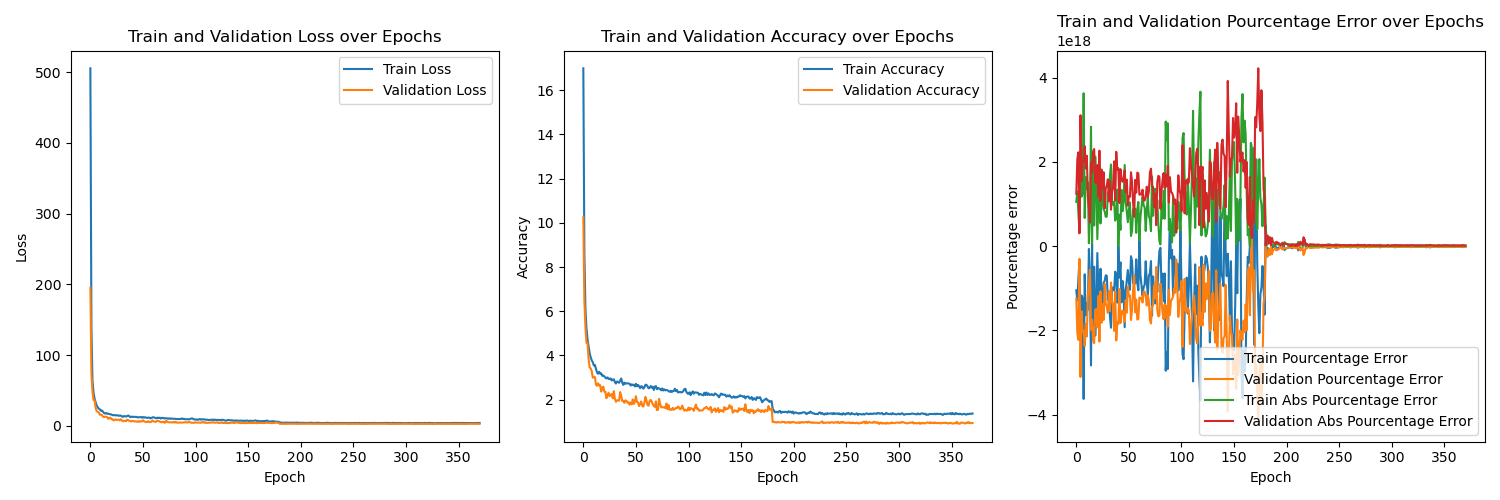 Train and Validation Loss over Epochs
Loss
500
400
300
200
100
0
Train Loss
Validation Loss
0 50 100 150 200 250 300 350
Epoch
Train and Validation Accuracy over Epochs
Accuracy
16
14
12
10
8
6
4
2
Train Accuracy
Validation Accuracy
0 50 100 150 200 250 300 350
Epoch
Train and Validation Pourcentage Error over Epochs
1e18
Pourcentage error
4
2
0
−2
−4
Train Pourcentage Error
Validation Pourcentage Error
Train Abs Pourcentage Error
Validation Abs Pourcentage Error
0 50 100 150 200 250 300 350
Epoch